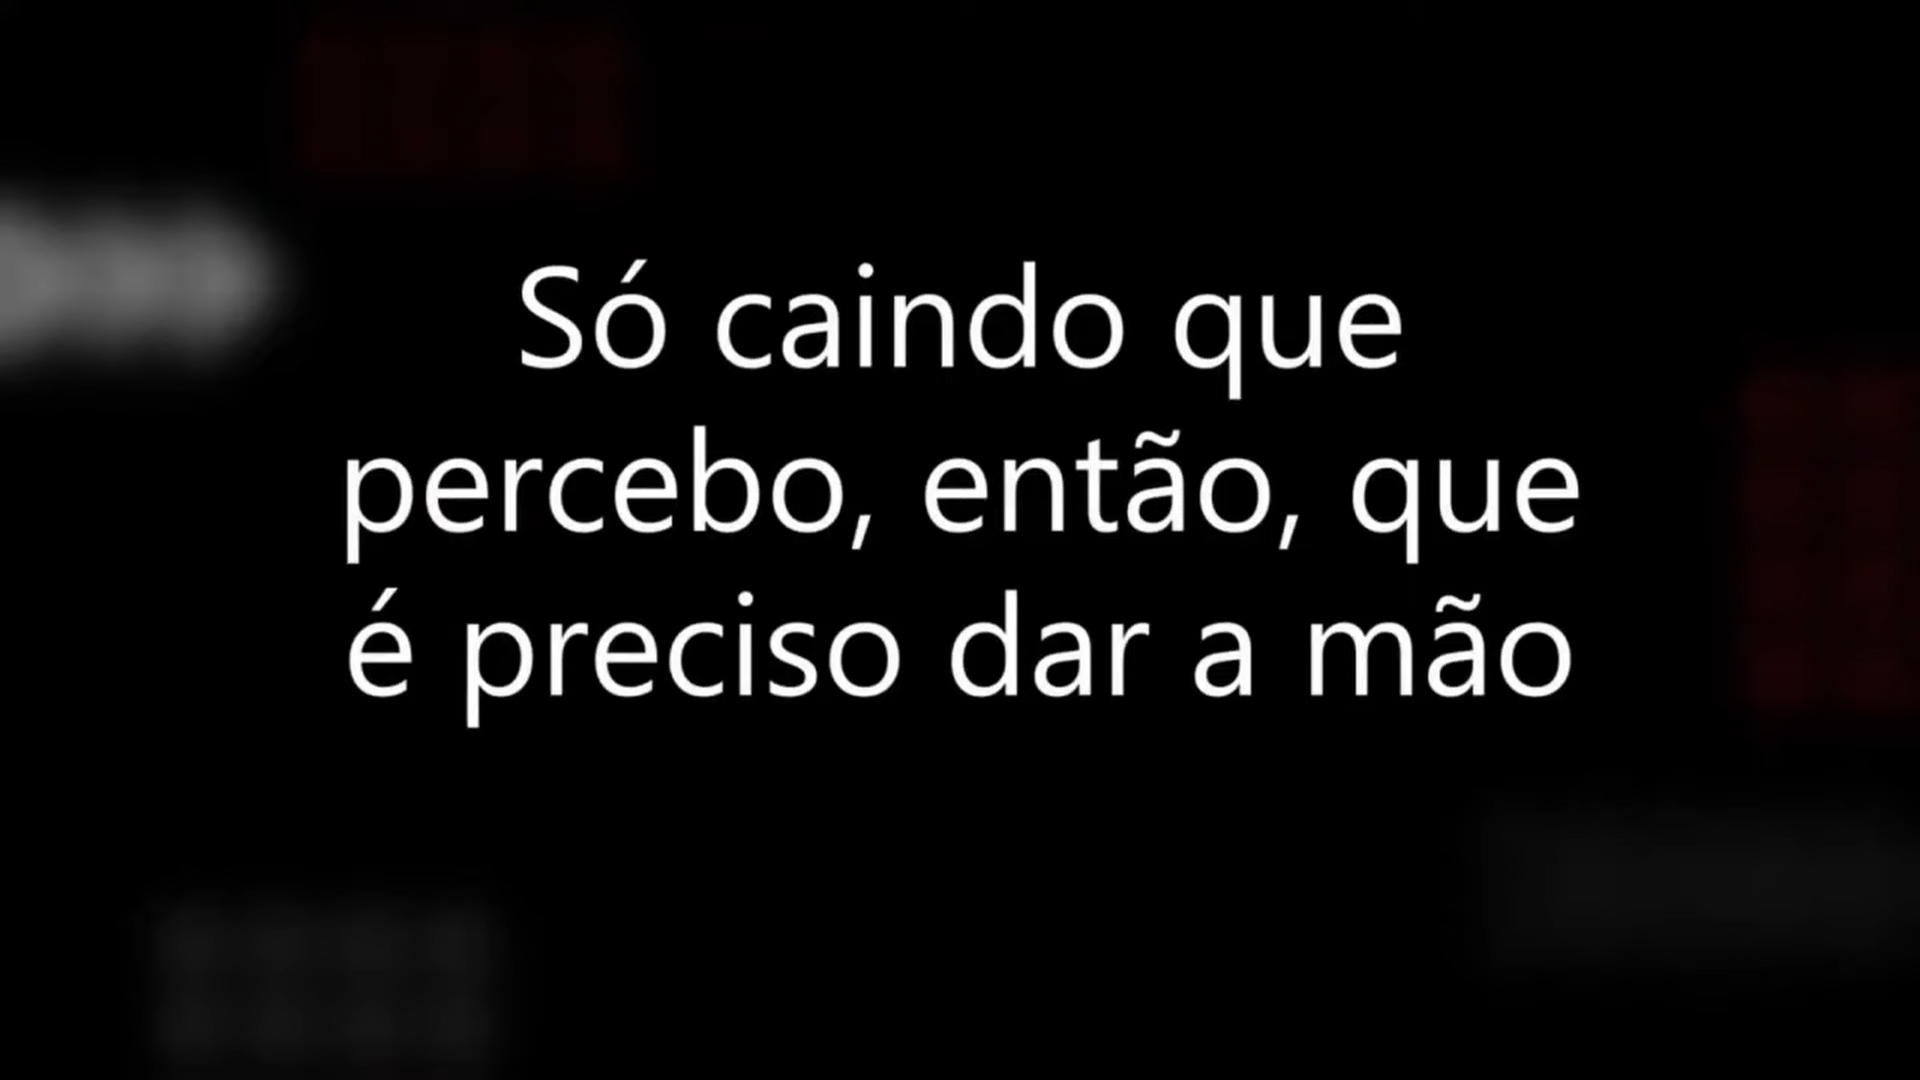 Só caindo que
percebo, então, que
é preciso dar a mão